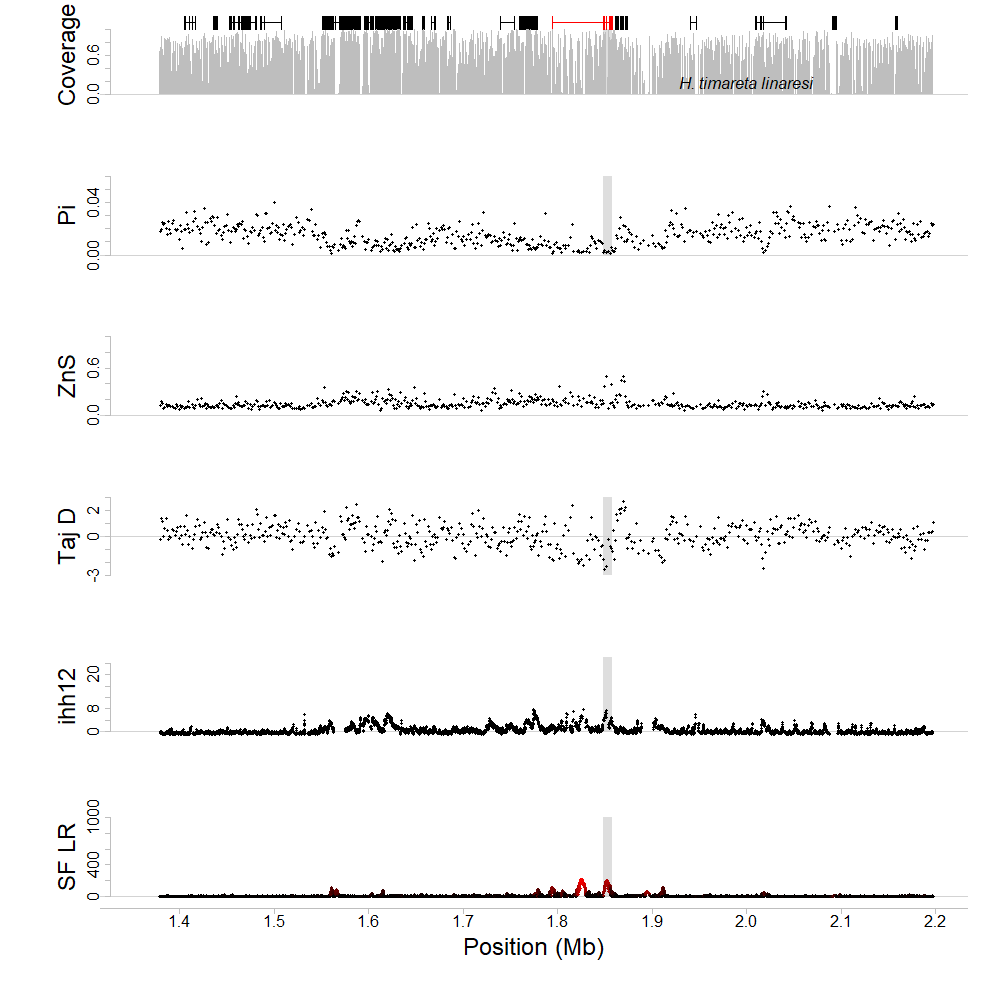 Coverage
0.6
0.0
H. timareta linaresi
Pi
0.04
0.00
ZnS
0.6
0.0
Taj D
2
0
-3
ihh12
20
8
0
SF LR
1000
400
0
1.4 1.5 1.6 1.7 1.8 1.9 2.0 2.1 2.2
Position (Mb)